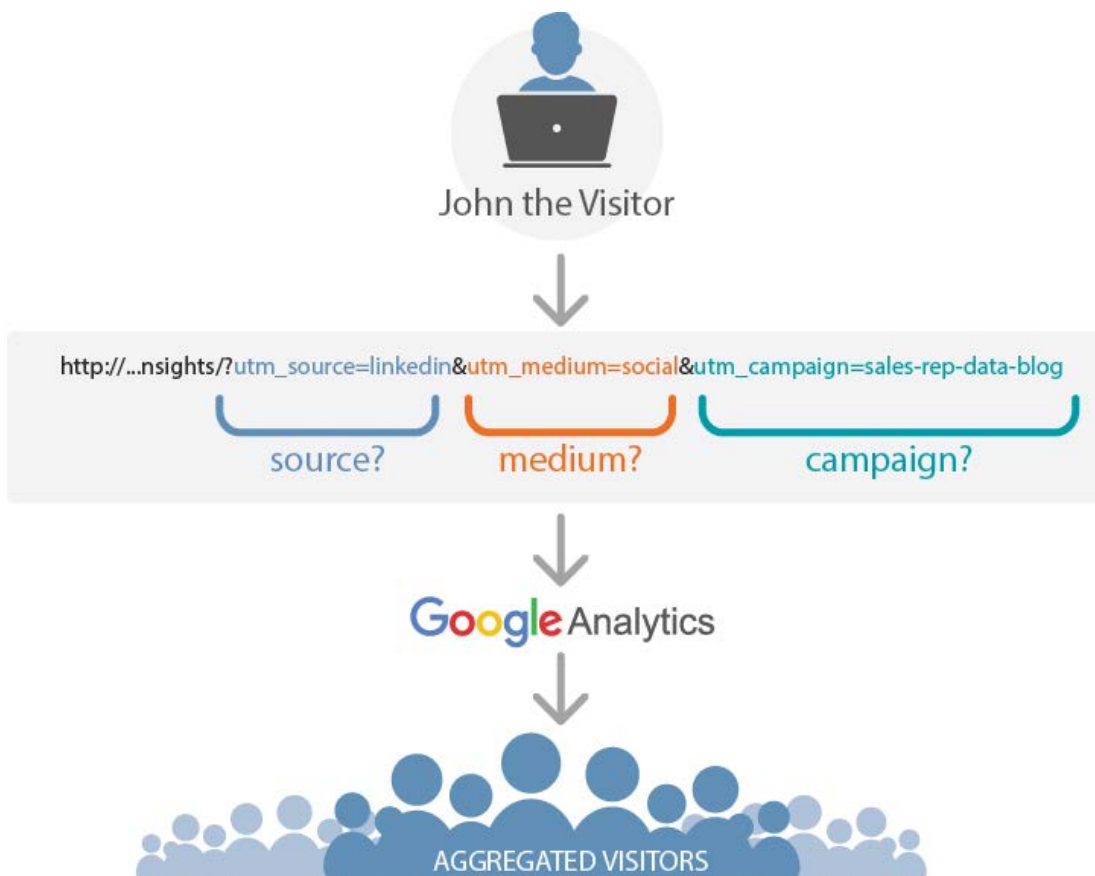 John the Visitor
http://...nsights/?utm_source=linkedin&utm_medium=social&utm_campaign=sales-rep-data-blog
source? medium? campaign?
Google Analytics
AGGREGATED VISITORS